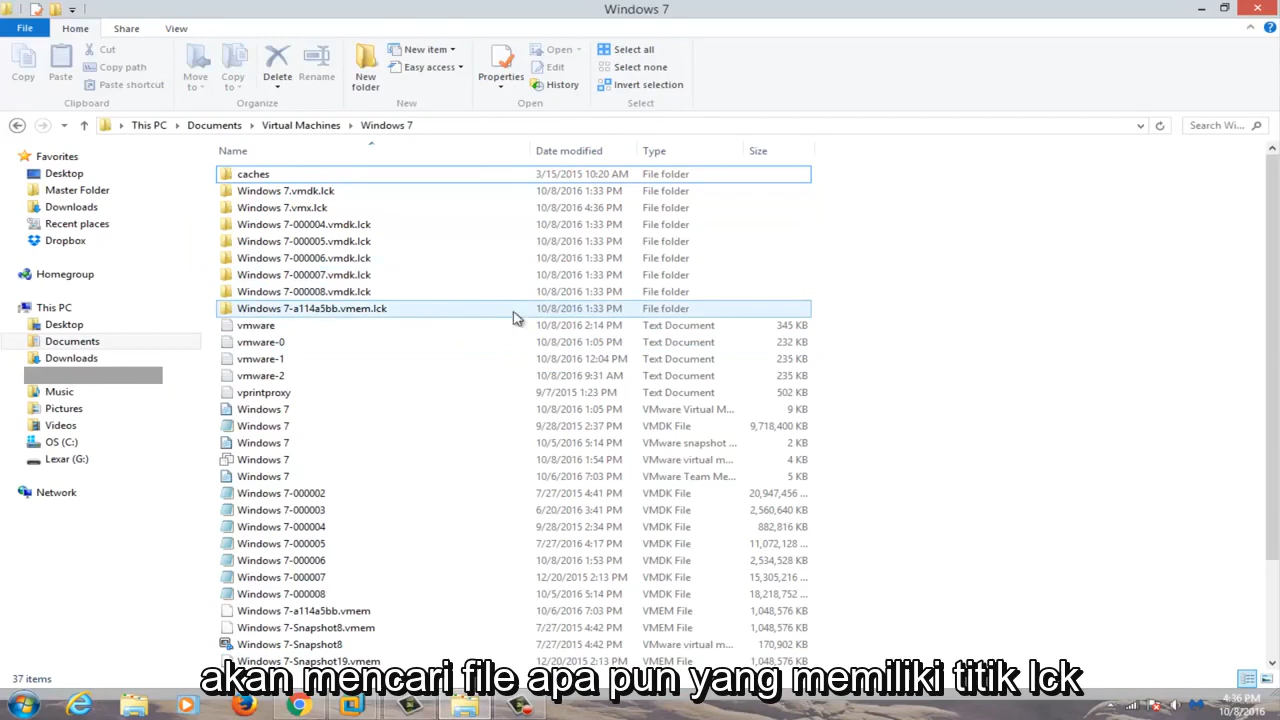 Windows 7
File Home Share View
Copy Paste Cut Copy path Paste shortcut Move to Copy to Delete Rename New folder New item Easy access Properties Open Edit History Select all Select none Invert selection
Clipboard Organize New Open Select
This PC Documents Virtual Machines Windows 7 Search Wi...
Favorites
Desktop
Master Folder
Downloads
Recent places
Dropbox
Homegroup
This PC
Desktop
Documents
Downloads
Music
Pictures
Videos
OS (C:)
Lexar (G:)
Network
Name Date modified Type Size
caches 3/15/2015 10:20 AM File folder
Windows 7.vmdk.lck 10/8/2016 1:33 PM File folder
Windows 7.vmx.lck 10/8/2016 4:36 PM File folder
Windows 7-000004.vmdk.lck 10/8/2016 1:33 PM File folder
Windows 7-000005.vmdk.lck 10/8/2016 1:33 PM File folder
Windows 7-000006.vmdk.lck 10/8/2016 1:33 PM File folder
Windows 7-000007.vmdk.lck 10/8/2016 1:33 PM File folder
Windows 7-000008.vmdk.lck 10/8/2016 1:33 PM File folder
Windows 7-a114a5bb.vmem.lck 10/8/2016 1:33 PM File folder
vmware 10/8/2016 2:14 PM Text Document 345 KB
vmware-0 10/8/2016 1:05 PM Text Document 232 KB
vmware-1 10/8/2016 12:04 PM Text Document 235 KB
vmware-2 10/8/2016 9:31 AM Text Document 235 KB
vprintproxy 9/7/2015 1:23 PM Text Document 502 KB
Windows 7 10/8/2016 1:05 PM VMware Virtual M... 9 KB
Windows 7 9/28/2015 2:37 PM VMDK File 9,718,400 KB
Windows 7 10/5/2016 5:14 PM VMware snapshot ... 2 KB
Windows 7 10/8/2016 1:54 PM VMware virtual m... 4 KB
Windows 7 10/6/2016 7:03 PM VMware Team Me... 5 KB
Windows 7-000002 7/27/2015 4:41 PM VMDK File 20,947,456 ...
Windows 7-000003 6/20/2016 3:41 PM VMDK File 2,560,640 KB
Windows 7-000004 9/28/2015 2:34 PM VMDK File 882,816 KB
Windows 7-000005 7/27/2016 4:17 PM VMDK File 11,072,128 ...
Windows 7-000006 10/8/2016 1:53 PM VMDK File 2,534,528 KB
Windows 7-000007 12/20/2015 2:13 PM VMDK File 15,305,216 ...
Windows 7-000008 10/5/2016 5:14 PM VMDK File 18,218,752 ...
Windows 7-a114a5bb.vmem 10/6/2016 7:03 PM VMEM File 1,048,576 KB
Windows 7-Snapshot8.vmem 7/27/2015 4:42 PM VMEM File 1,048,576 KB
Windows 7-Snapshot8 7/27/2015 4:42 PM VMware virtual m... 170,902 KB
Windows 7-Snapshot19.vmem 1,048,576 KB
37 items
akan mencari file apa pun yang memiliki titik lck
4:36 PM
10/8/2016